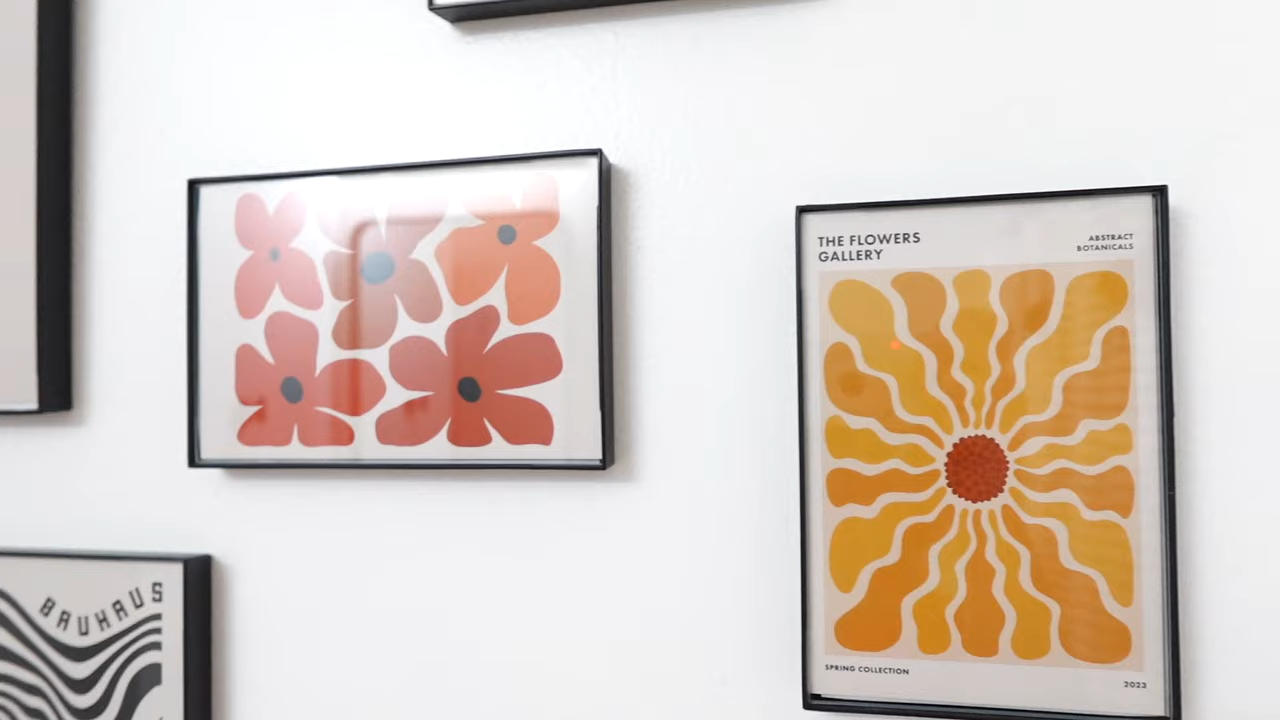 THE FLOWERS
GALLERY
ABSTRACT
BOTANICALS
SPRING COLLECTION
2023
BAUHAUS